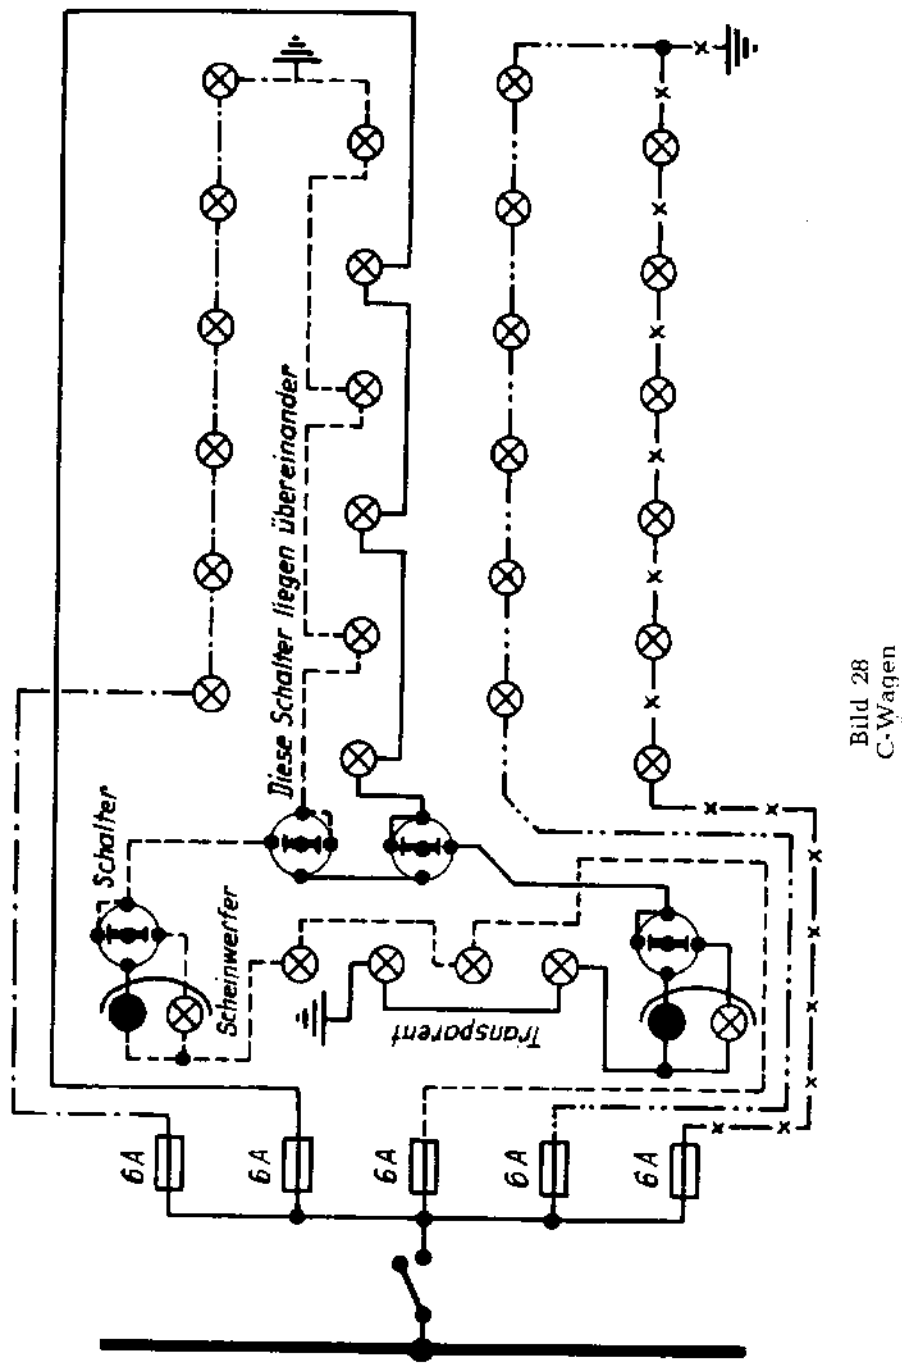 Diese Schalter liegen übereinander
Schalter
Scheinwerfer
Transparent
6A
6A
6A
6A
6A
Bild 28
C-Wagen